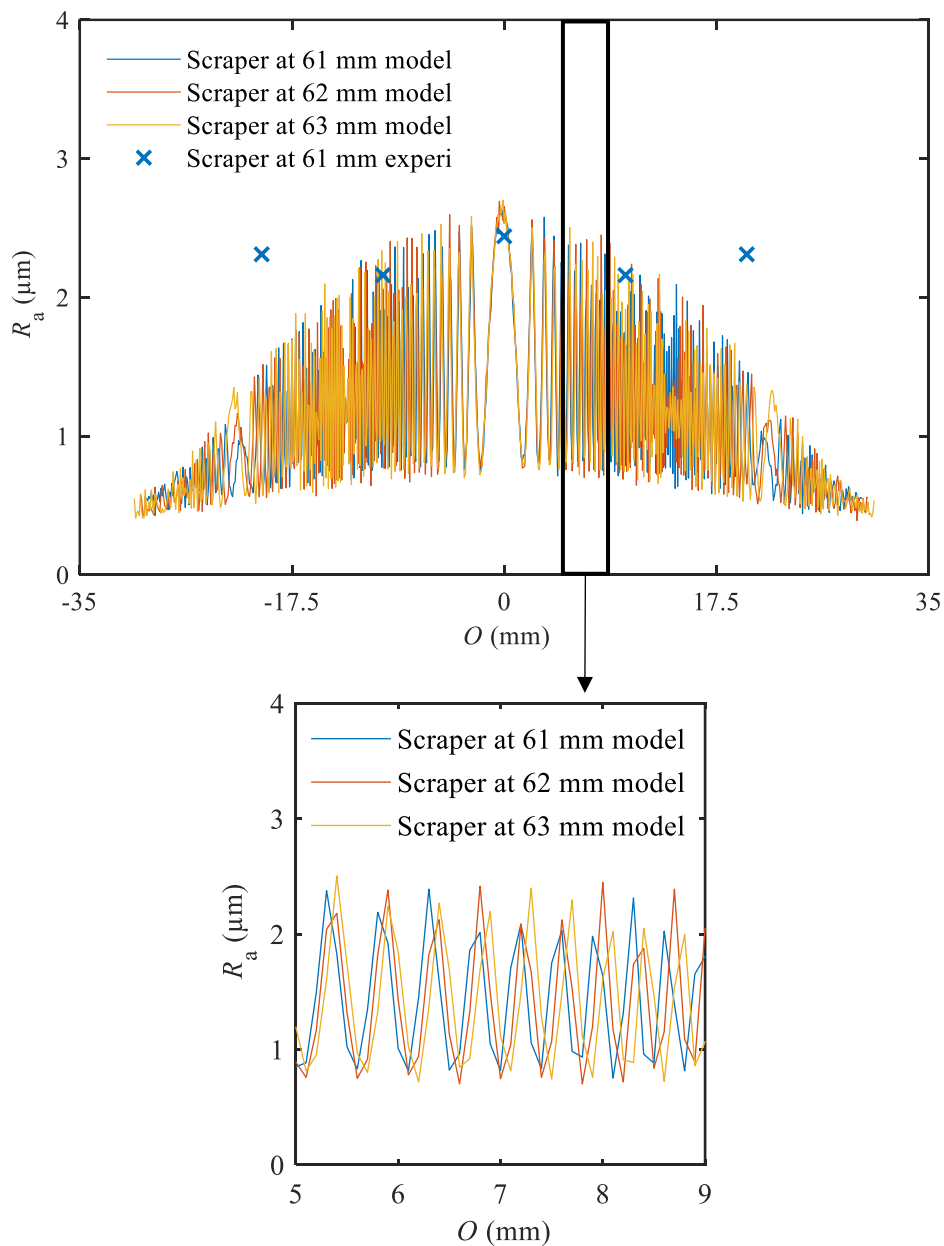 4
Scraper at 61 mm model
Scraper at 62 mm model
Scraper at 63 mm model
Scraper at 61 mm experi
3
2
1
0
Ra (μm)
-35 -17.5 0 17.5 35
O (mm)
4
Scraper at 61 mm model
Scraper at 62 mm model
Scraper at 63 mm model
3
2
1
0
Ra (μm)
5 6 7 8 9
O (mm)